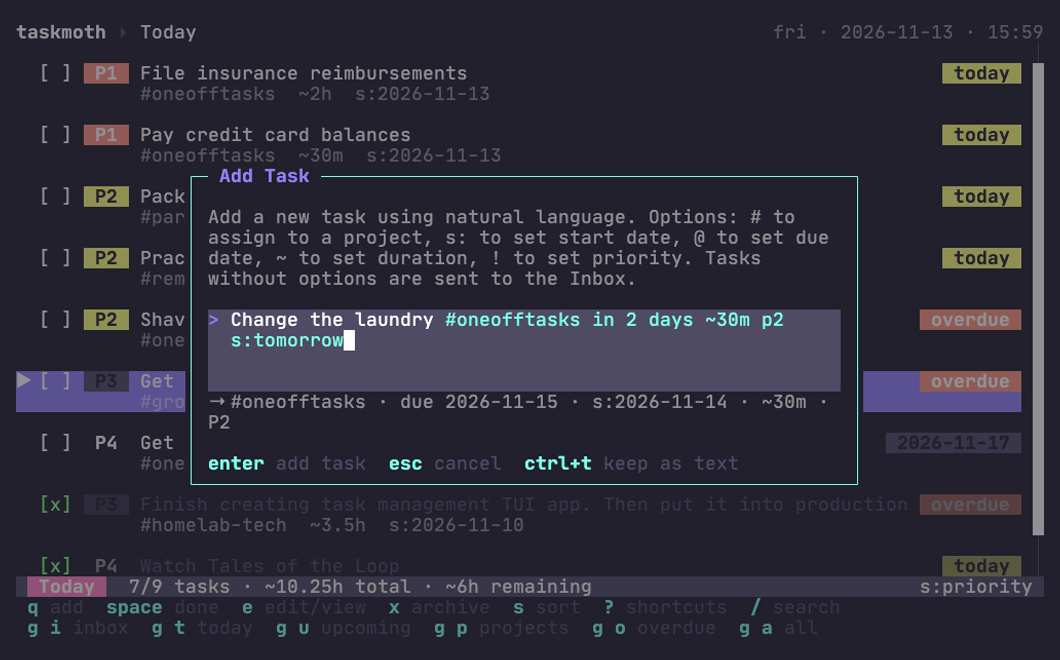 taskmoth › Today fri · 2026-11-13 · 15:59
[ ] P1 File insurance reimbursements today
#oneofftasks ~2h s:2026-11-13
[ ] P1 Pay credit card balances today
#oneofftasks ~30m s:2026-11-13
Add Task
[ ] P2 Pack today
#par
Add a new task using natural language. Options: # to
assign to a project, s: to set start date, @ to set due
date, ~ to set duration, ! to set priority. Tasks
without options are sent to the Inbox.
[ ] P2 Prac today
#rem
[ ] P2 Shav overdue
#one
> Change the laundry #oneofftasks in 2 days ~30m p2
s:tomorrow
▶ [ ] P3 Get overdue
#gro
→ #oneofftasks · due 2026-11-15 · s:2026-11-14 · ~30m ·
P2
[ ] P4 Get 2026-11-17
#one
enter add task esc cancel ctrl+t keep as text
[x] P3 Finish creating task management TUI app. Then put it into production overdue
#homelab-tech ~3.5h s:2026-11-10
[x] P4 Watch Tales of the Loop today
Today 7/9 tasks · ~10.25h total · ~6h remaining s:priority
q add space done e edit/view x archive s sort ? shortcuts / search
g i inbox g t today g u upcoming g p projects g o overdue g a all